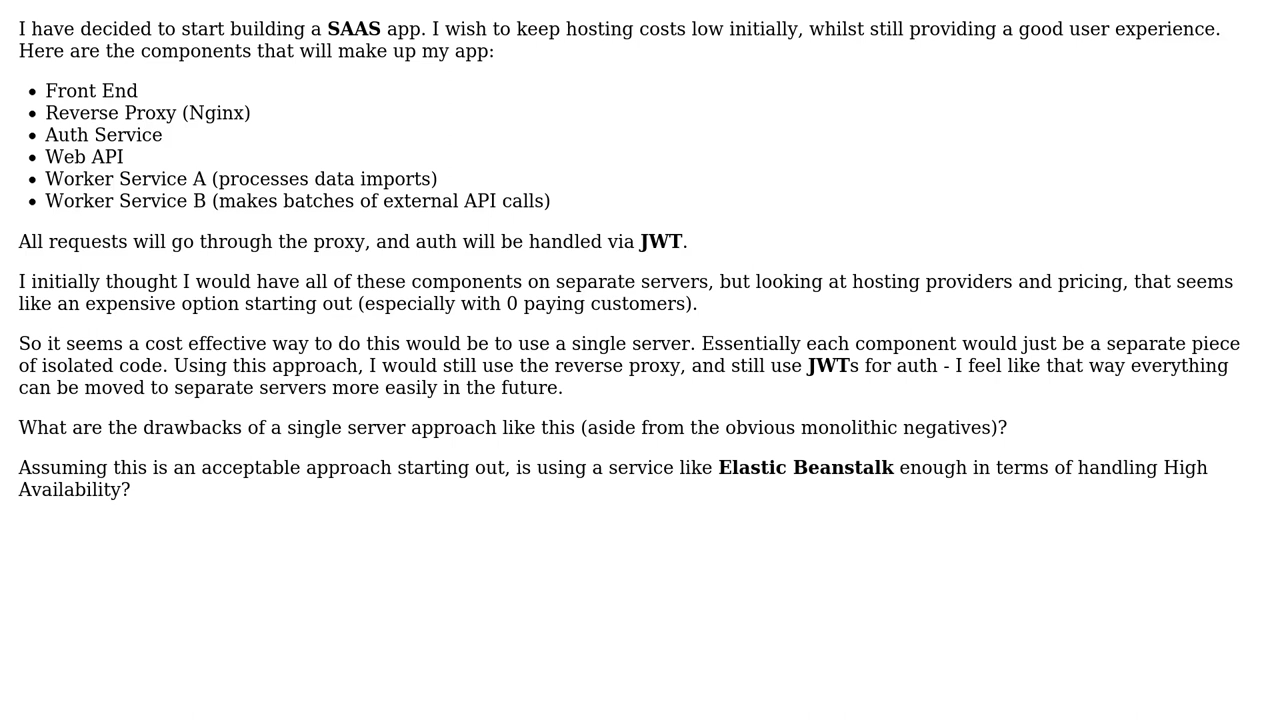 I have decided to start building a SAAS app. I wish to keep hosting costs low initially, whilst still providing a good user experience.
Here are the components that will make up my app:
• Front End
• Reverse Proxy (Nginx)
• Auth Service
• Web API
• Worker Service A (processes data imports)
• Worker Service B (makes batches of external API calls)
All requests will go through the proxy, and auth will be handled via JWT.
I initially thought I would have all of these components on separate servers, but looking at hosting providers and pricing, that seems
like an expensive option starting out (especially with 0 paying customers).
So it seems a cost effective way to do this would be to use a single server. Essentially each component would just be a separate piece
of isolated code. Using this approach, I would still use the reverse proxy, and still use JWTs for auth - I feel like that way everything
can be moved to separate servers more easily in the future.
What are the drawbacks of a single server approach like this (aside from the obvious monolithic negatives)?
Assuming this is an acceptable approach starting out, is using a service like Elastic Beanstalk enough in terms of handling High
Availability?